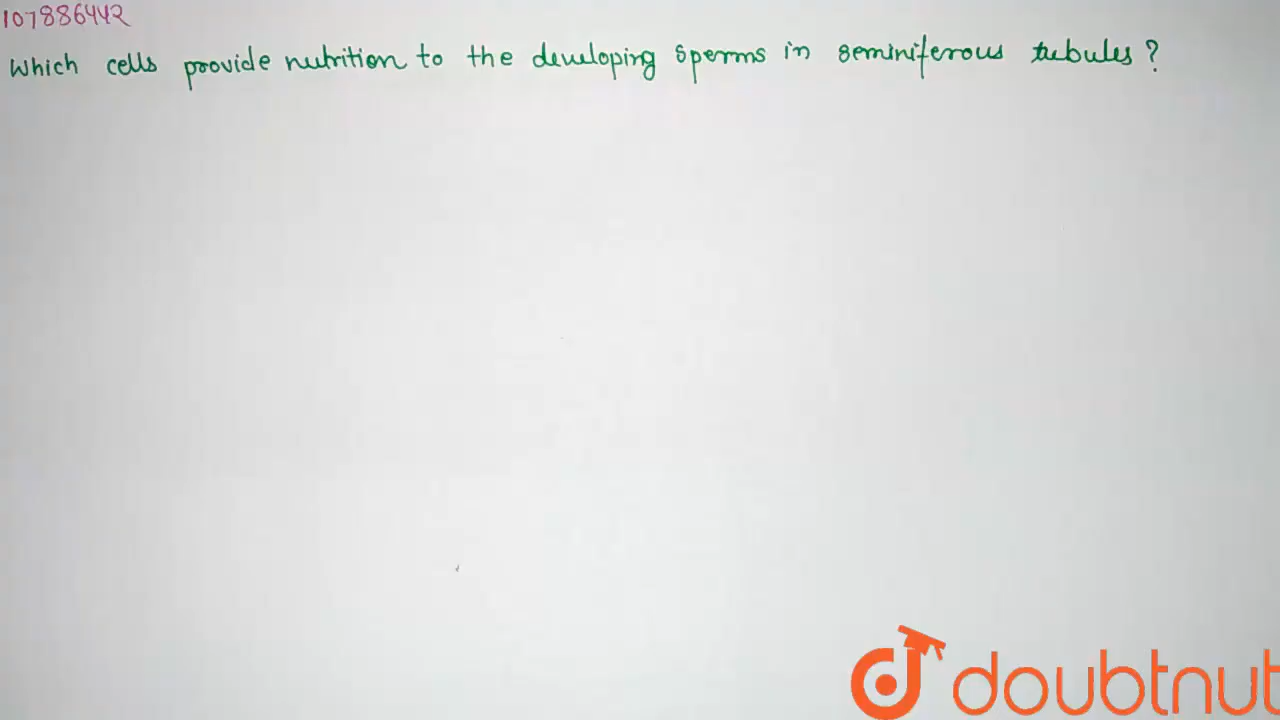 107886442
Which cells provide nutrition to the developing sperms in seminiferous tubules?
doubtnut